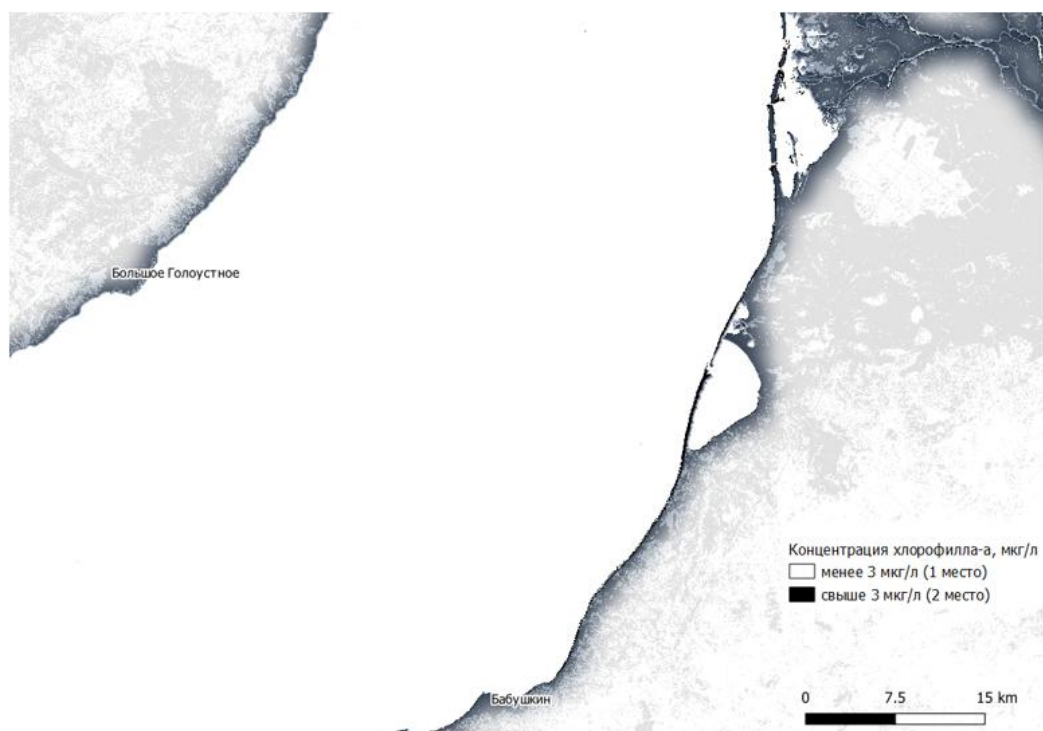 Большое Голоустное
Концентрация хлорофилла-а, мкг/л
менее 3 мкг/л (1 место)
свыше 3 мкг/л (2 место)
Бабушкин
0 7.5 15 km